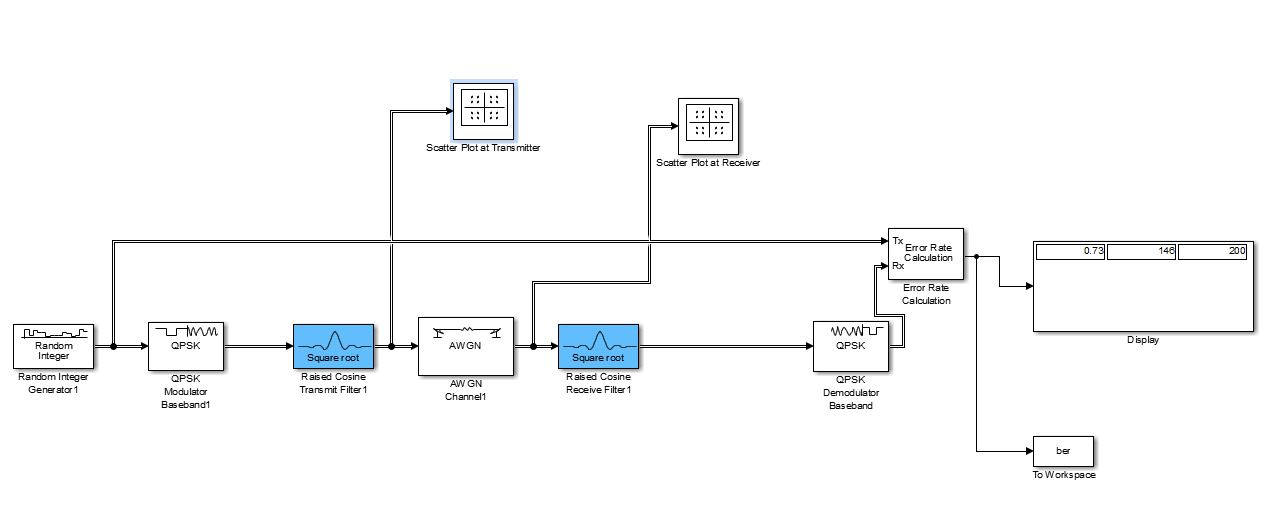 Scatter Plot at Transmitter
Scatter Plot at Receiver
Tx
Error Rate
Calculation
Rx
Error Rate
Calculation
0.73
146
200
Display
Random
Integer
Random Integer
Generator1
QPSK
QPSK
Modulator
Baseband1
Square root
Raised Cosine
Transmit Filter1
AWGN
AWGN
Channel1
Square root
Raised Cosine
Receive Filter1
QPSK
QPSK
Demodulator
Baseband
ber
To Workspace